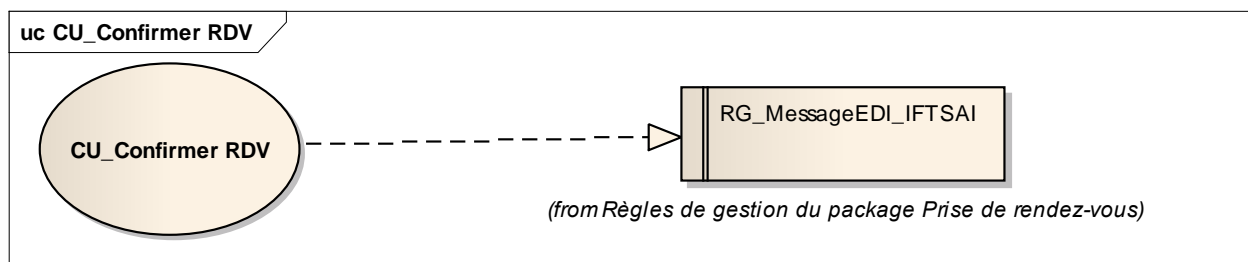 uc CU_Confirmer RDV
CU_Confirmer RDV
RG_MessageEDI_IFTSAI
(from Règles de gestion du package Prise de rendez-vous)